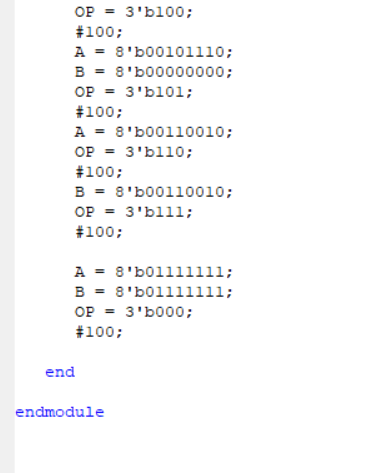 OP = 3'b100;
#100;
A = 8'b00101110;
B = 8'b00000000;
OP = 3'b101;
#100;
A = 8'b00110010;
OP = 3'b110;
#100;
B = 8'b00110010;
OP = 3'b111;
#100;
A = 8'b01111111;
B = 8'b01111111;
OP = 3'b000;
#100;
end
endmodule